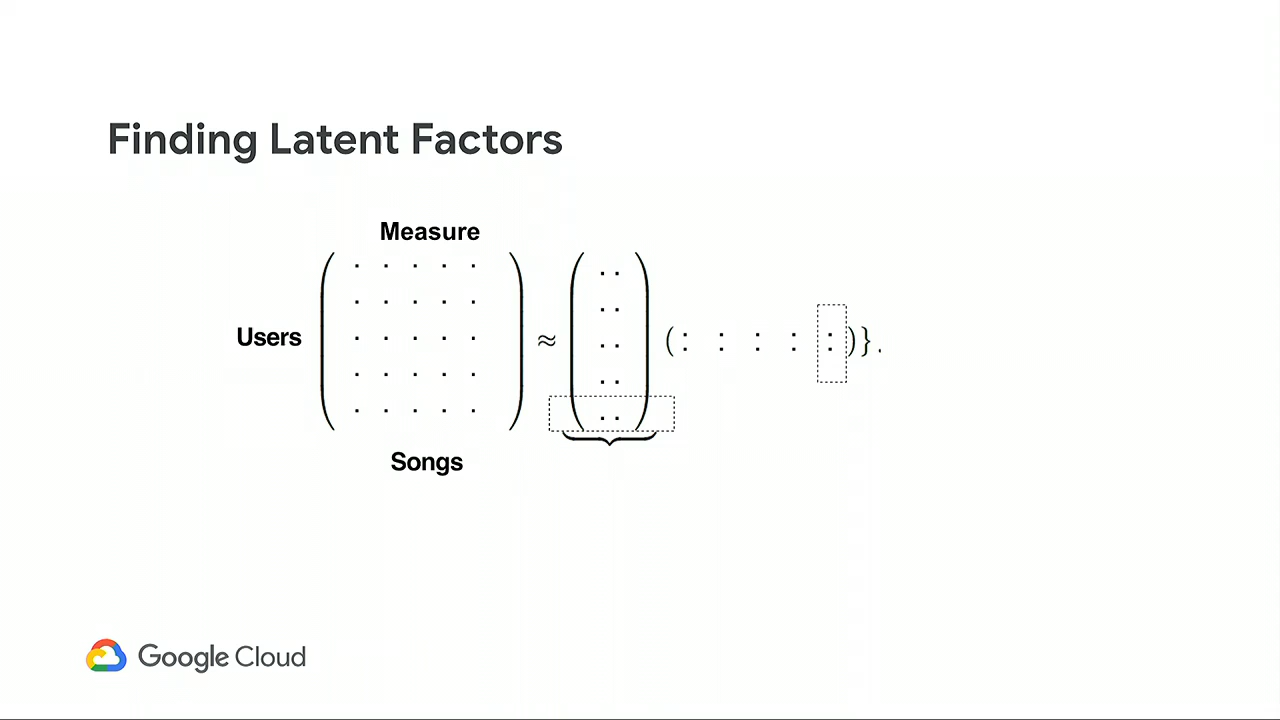 Finding Latent Factors
Measure
Users
≈
( : : : : : ) } .
Songs
Google Cloud